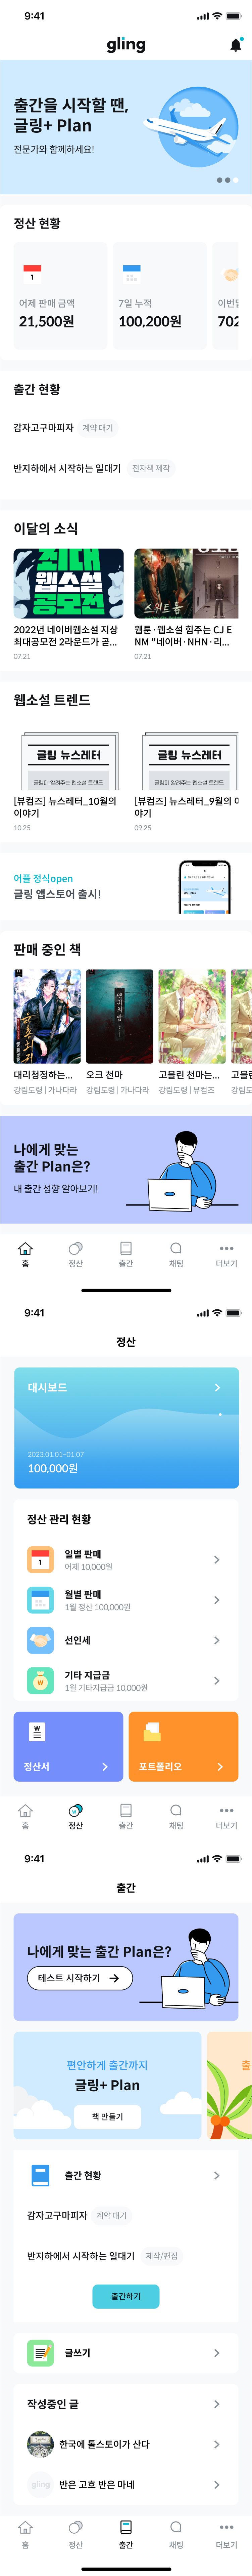 9:41
gling
출간을 시작할 땐,
글링+ Plan
전문가와 함께하세요!
정산 현황
1
어제 판매 금액
21,500원
7일 누적
100,200원
이번달
702
출간 현황
감자고구마피자
계약 대기
반지하에서 시작하는 일대기
전자책 제작
이달의 소식
최대
웹소설
공모전
스위트홈
2022년 네이버웹소설 지상
최대공모전 2라운드가 곧...
07.21
웹툰·웹소설 힘주는 CJ E
NM "네이버·NHN·리...
07.21
웹소설 트렌드
글링 뉴스레터
글링이 알려주는 웹소설 트렌드
글링 뉴스레터
글링이 알려주는 웹소설 트렌드
[뷰컴즈] 뉴스레터_10월의
이야기
10.25
[뷰컴즈] 뉴스레터_9월의 이
야기
09.25
어플 정식open
글링 앱스토어 출시!
판매 중인 책
대리청정하는...
강림도령 | 가나다라
오크 천마
강림도령 | 가나다라
고블린 천마는...
강림도령 | 뷰컴즈
고블린
강림도
나에게 맞는
출간 Plan은?
내 출간 성향 알아보기!
홈
정산
출간
채팅
더보기
9:41
정산
대시보드
2023.01.01~01.07
100,000원
정산 관리 현황
1
일별 판매
어제 10,000원
월별 판매
1월 정산 100,000원
선인세
기타 지급금
1월 기타지급금 10,000원
정산서
포트폴리오
홈
정산
출간
채팅
더보기
9:41
출간
나에게 맞는 출간 Plan은?
테스트 시작하기
편안하게 출간까지
글링+ Plan
책 만들기
출
출간 현황
감자고구마피자
계약 대기
반지하에서 시작하는 일대기
제작/편집
출간하기
글쓰기
작성중인 글
한국에 톨스토이가 산다
gling
반은 고흐 반은 마네
홈
정산
출간
채팅
더보기